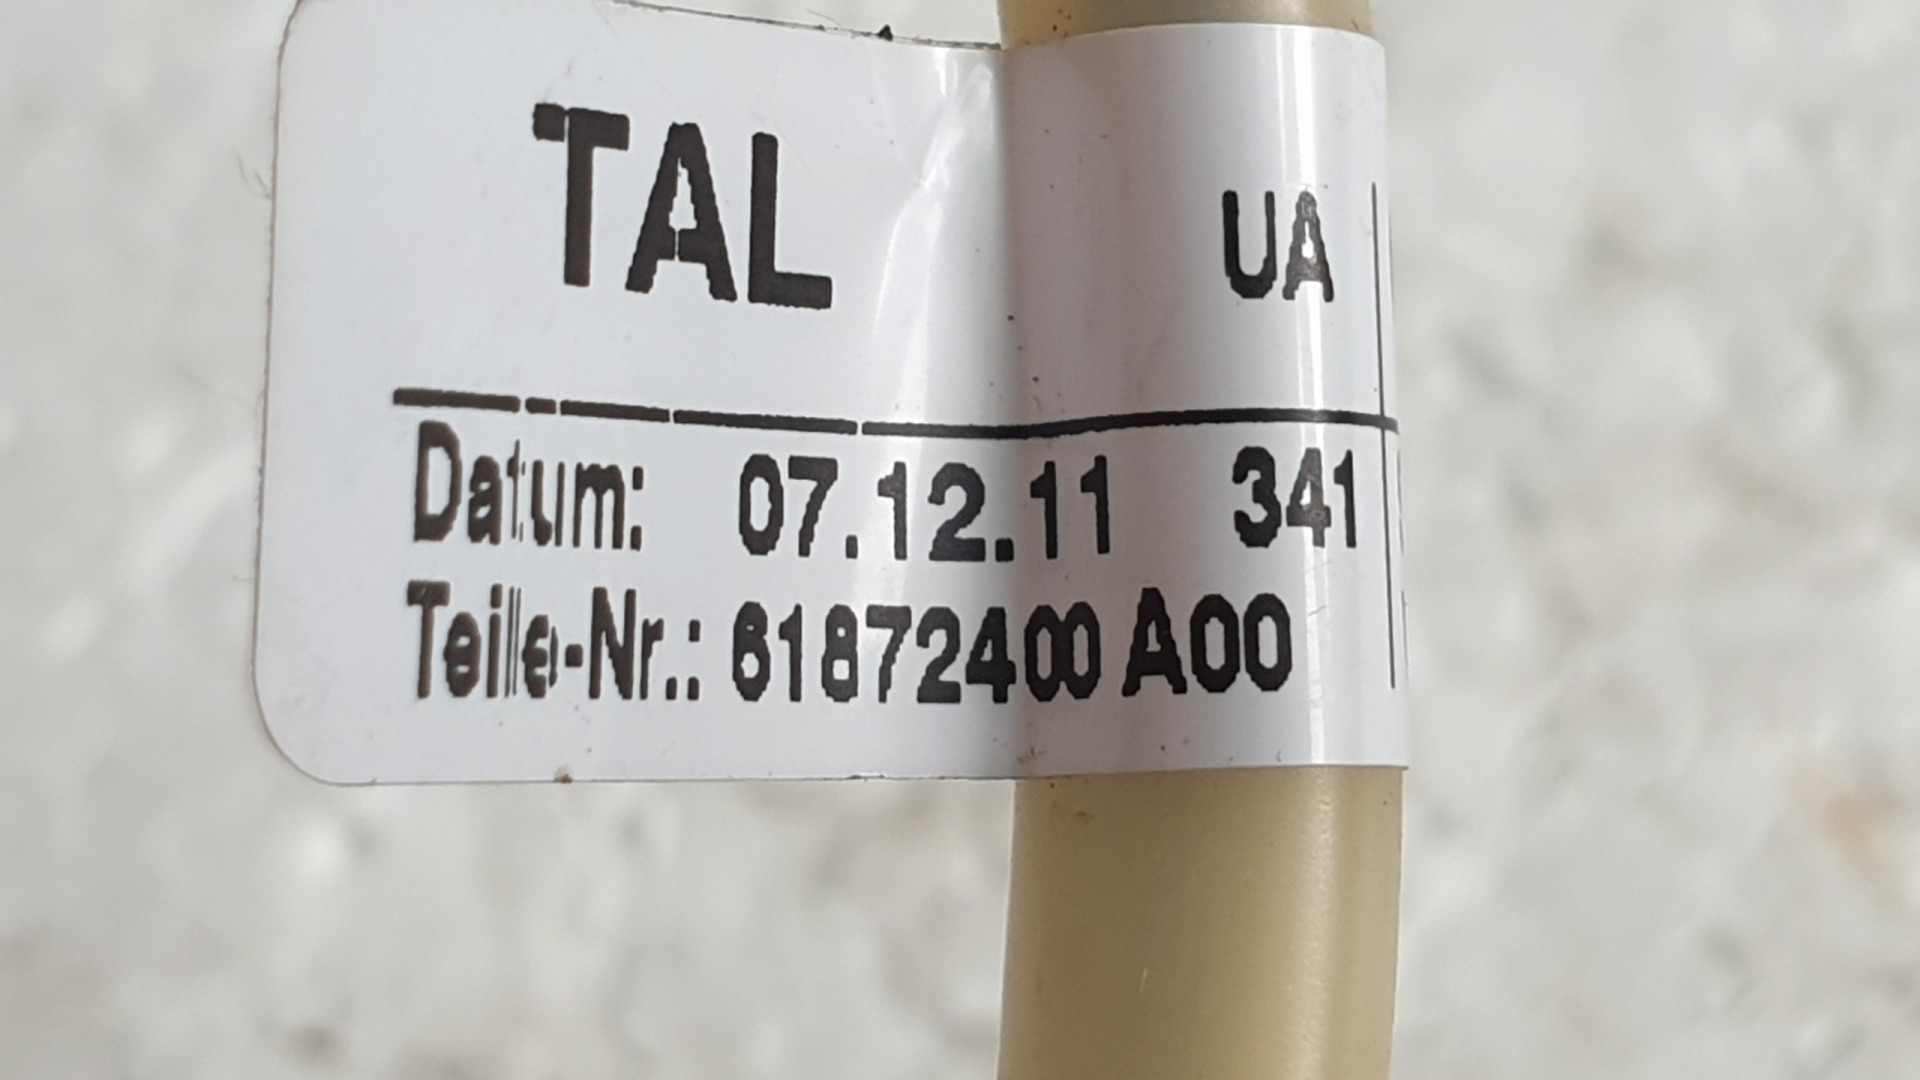 TAL UA
Datum: 07.12.11 341
Teile-Nr.: 61872400 A00